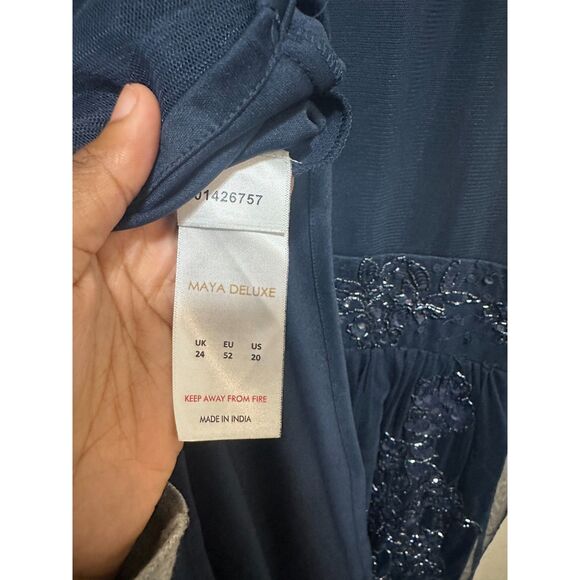 01426757
MAYA DELUXE
UK EU US
24 52 20
KEEP AWAY FROM FIRE
MADE IN INDIA